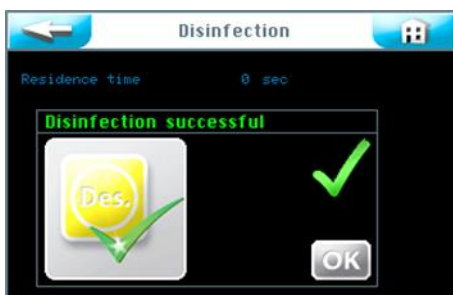 Disinfection
Residence time 0 sec
Disinfection successful
Des.
OK